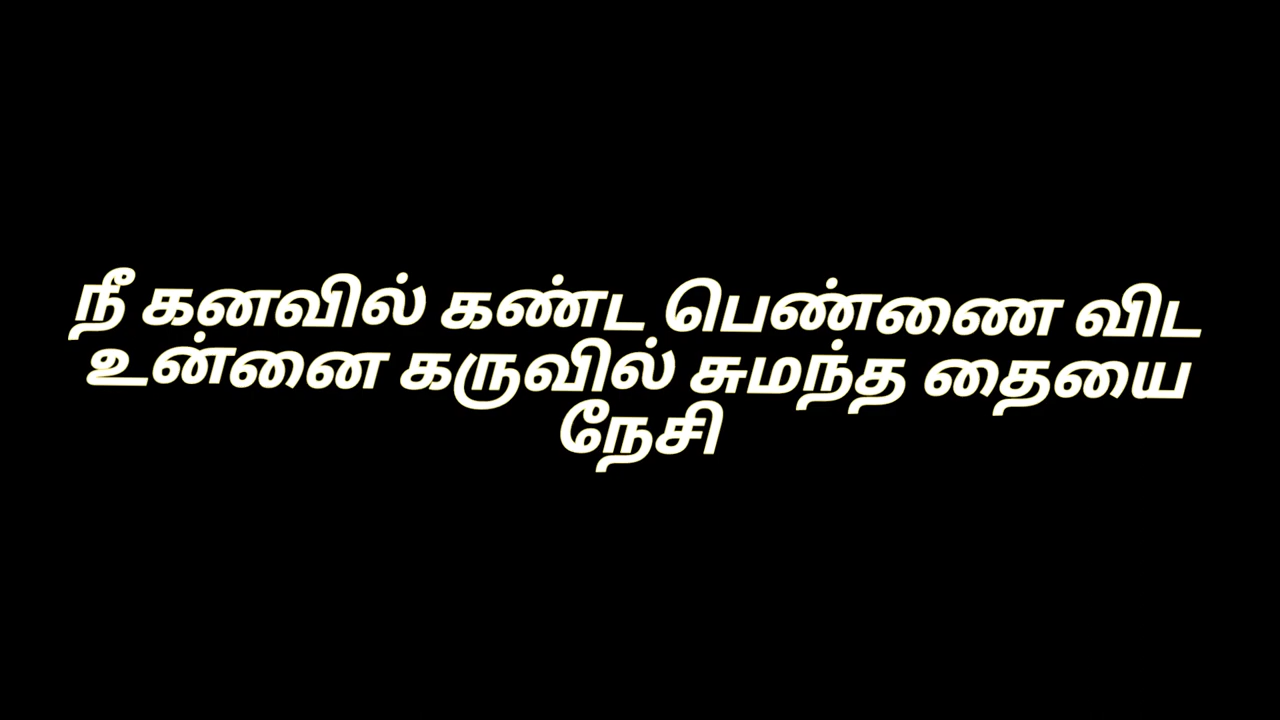 நீ கனவில் கண்ட பெண்ணை விட
உன்னை கருவில் சுமந்த தையை
நேசி